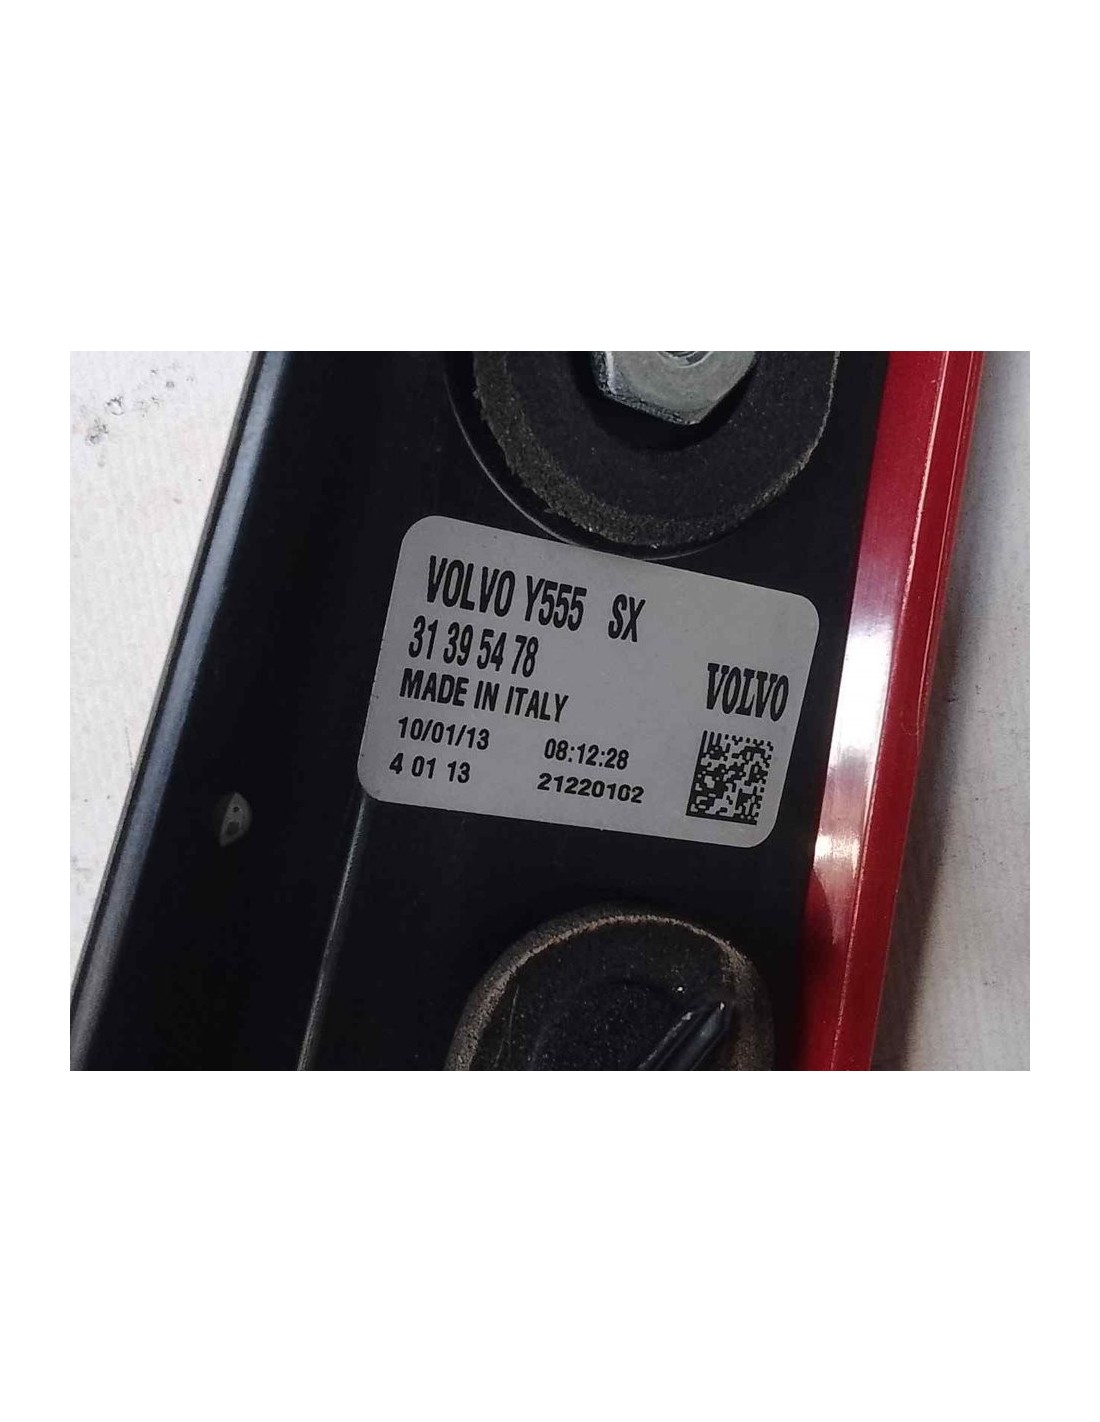 VOLVO Y555 SX
31 39 54 78
MADE IN ITALY
VOLVO
10/01/13 08:12:28
4 01 13 21220102